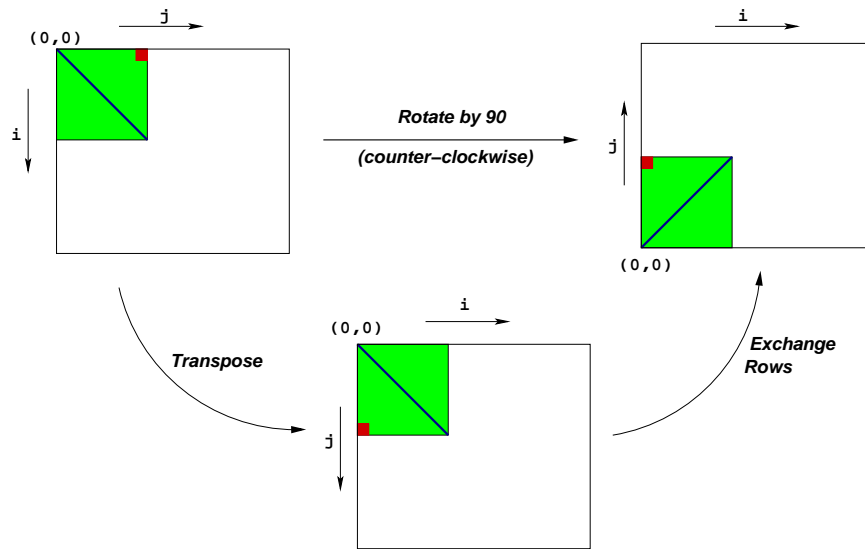 j
(0,0)
i
Rotate by 90
(counter−clockwise)
i
j
(0,0)
Transpose
i
(0,0)
j
Exchange
Rows